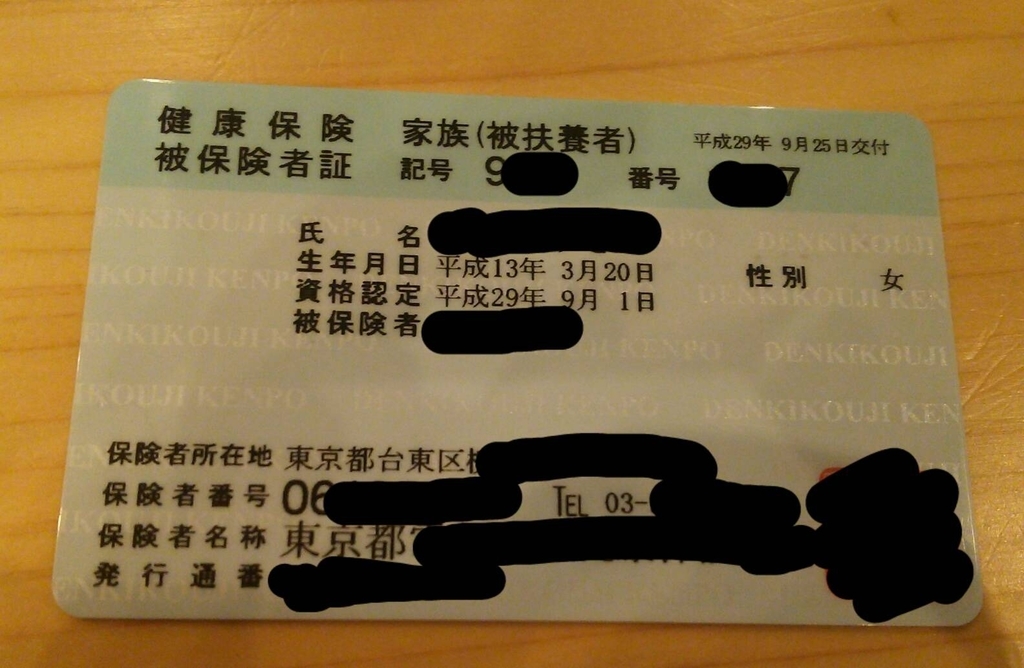 健康保険 家族(被扶養者) 平成29年 9月25日交付
被保険者証 記号 9 番号 7
氏名
生年月日 平成13年 3月20日 性別 女
資格認定 平成29年 9月 1日
被保険者
保険者所在地 東京都台東区
保険者番号 06 TEL 03-
保険者名称 東京都
発行通番
DENKIKOUJI KENPO